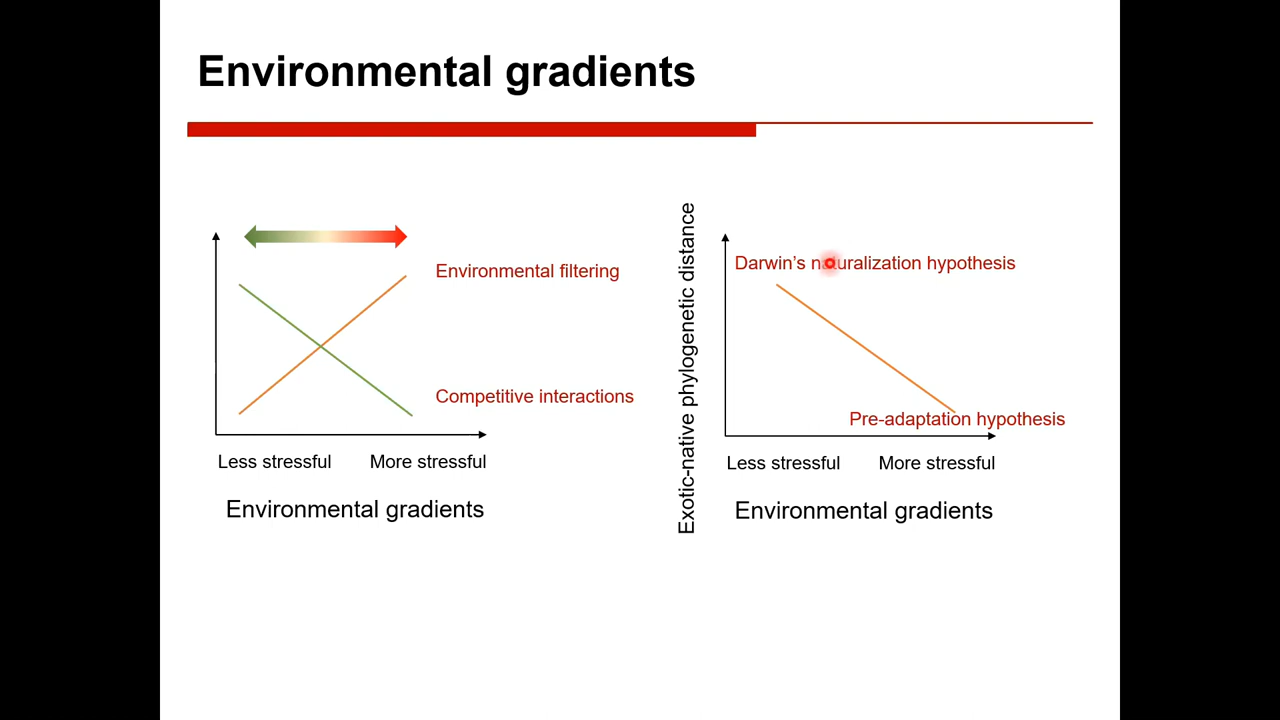 Environmental gradients
Environmental filtering
Competitive interactions
Less stressful
More stressful
Environmental gradients
Exotic-native phylogenetic distance
Darwin's naturalization hypothesis
Pre-adaptation hypothesis
Less stressful
More stressful
Environmental gradients